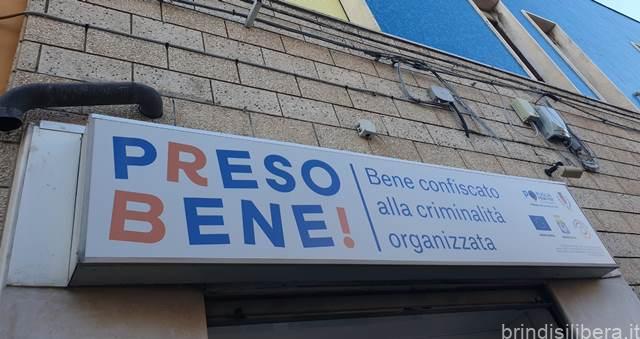 PRESO
BENE!
Bene confiscato
alla criminalità
organizzata
brindisilibera.it